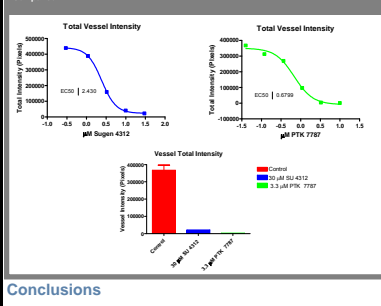 Total Vessel Intensity
Total Intensity (Pixels)
500000
400000
300000
200000
100000
0
EC50 2.430
-1.0 -0.5 0.0 0.5 1.0 1.5 2.0
µM Sugen 4312
Total Vessel Intensity
Total Intensity (Pixels)
400000
300000
200000
100000
0
-100000
EC50 0.6799
-1.5 -1.0 -0.5 0.0 0.5 1.0 1.5
µM PTK 7787
Vessel Total Intensity
Vessel Intensity (Pixels)
400000
300000
200000
100000
0
Control
30 µM SU 4312
3.3 µM PTK 7787
Control
30 µM SU 4312
3.3 µM PTK 7787
Conclusions